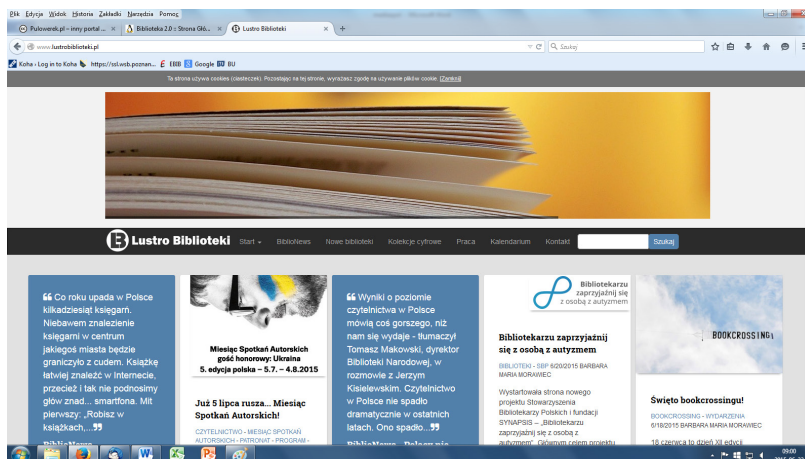 Plik Edycja Widok Historia Zakładki Narzędzia Pomoc
Pulowerek.pl – inny portal ... × Biblioteka 2.0 :: Strona Głó... × Lustro Biblioteki × +
www.lustrobiblioteki.pl Szukaj
Koha › Log in to Koha https://ssl.wsb.poznan... EBIB Google BU
Ta strona używa cookies (ciasteczek). Pozostając na tej stronie, wyrażasz zgodę na używanie plików cookie. [Zamknij]
Lustro Biblioteki Start BiblioNews Nowe biblioteki Kolekcje cyfrowe Praca Kalendarium Kontakt Szukaj
Co roku upada w Polsce
kilkadziesiąt księgarń.
Niebawem znalezienie
księgarni w centrum
jakiegoś miasta będzie
graniczyło z cudem. Książkę
łatwiej znaleźć w Internecie,
przecież i tak nie podnosimy
głów znad... smartfona. Mit
pierwszy: „Robisz w
książkach,...
BiblioNews
Miesiąc Spotkań Autorskich
gość honorowy: Ukraina
5. edycja polska – 5.7. – 4.8.2015
Już 5 lipca rusza... Miesiąc
Spotkań Autorskich!
CZYTELNICTWO - MIESIĄC SPOTKAŃ
AUTORSKICH - PATRONAT - PROGRAM -
Wyniki o poziomie
czytelnictwa w Polsce
mówią coś gorszego, niż
nam się wydaje - tłumaczył
Tomasz Makowski, dyrektor
Biblioteki Narodowej, w
rozmowie z Jerzym
Kisielewskim. Czytelnictwo
w Polsce nie spadło
dramatycznie w ostatnich
latach. Ono spadło...
Bibliotekarzu
zaprzyjaźnij się
z osobą z autyzmem
Bibliotekarzu zaprzyjaźnij
się z osobą z autyzmem
BIBLIOTEKI - SBP 6/20/2015 BARBARA
MARIA MORAWIEC
Wystartowała strona nowego
projektu Stowarzyszenia
Bibliotekarzy Polskich i fundacji
SYNAPSIS – „Bibliotekarzu
zaprzyjaźnij się z osobą z
autyzmem". Głównym celem projektu
BOOKCROSSING:
Święto bookcrossingu!
BOOKCROSSING - WYDARZENIA
6/18/2015 BARBARA MARIA MORAWIEC
16 czerwca to dzień XII edycji
09:00